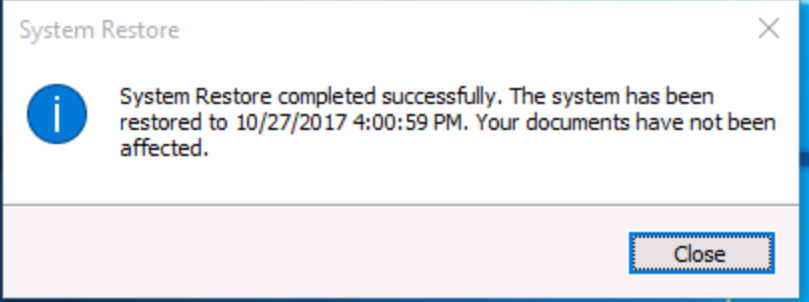 System Restore
System Restore completed successfully. The system has been
restored to 10/27/2017 4:00:59 PM. Your documents have not been
affected.
Close